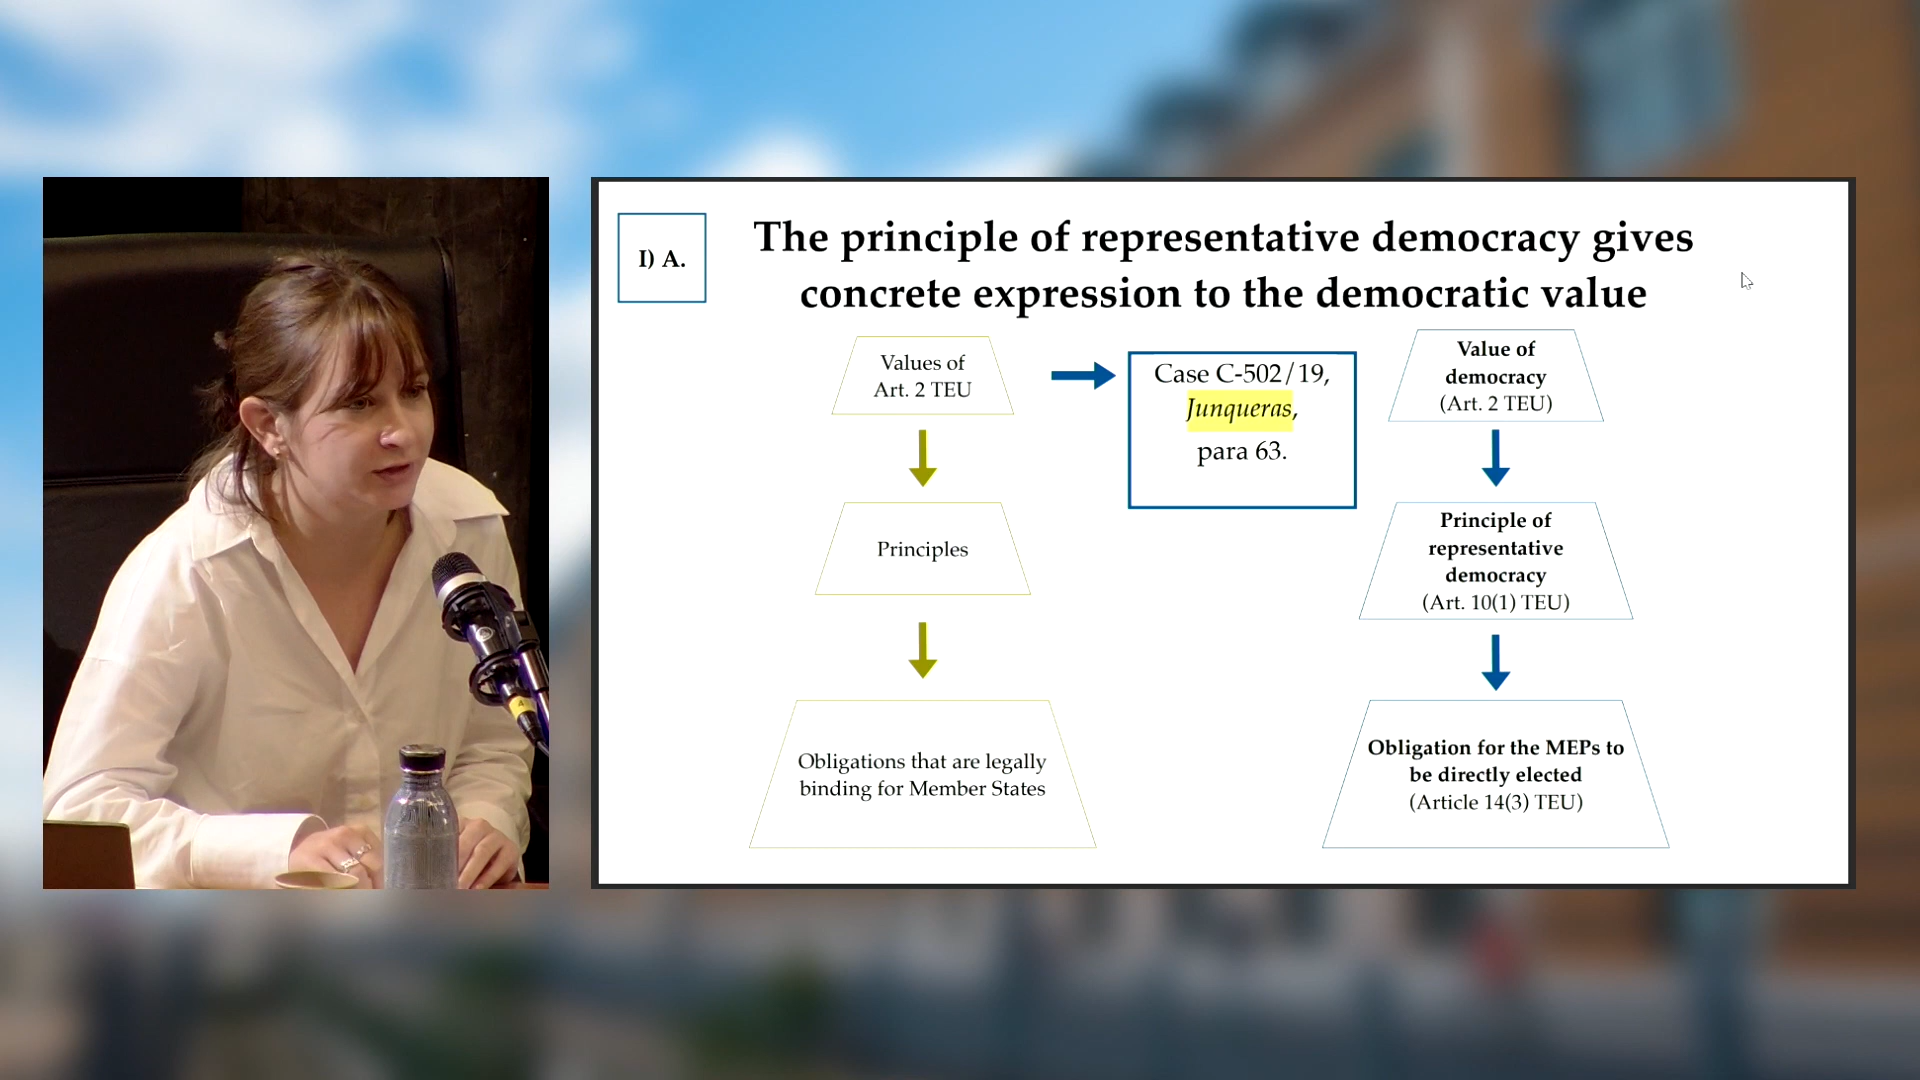 I) A.
The principle of representative democracy gives
concrete expression to the democratic value
Values of
Art. 2 TEU
Case C-502/19,
Junqueras,
para 63.
Value of
democracy
(Art. 2 TEU)
Principles
Principle of
representative
democracy
(Art. 10(1) TEU)
Obligations that are legally
binding for Member States
Obligation for the MEPs to
be directly elected
(Article 14(3) TEU)
4